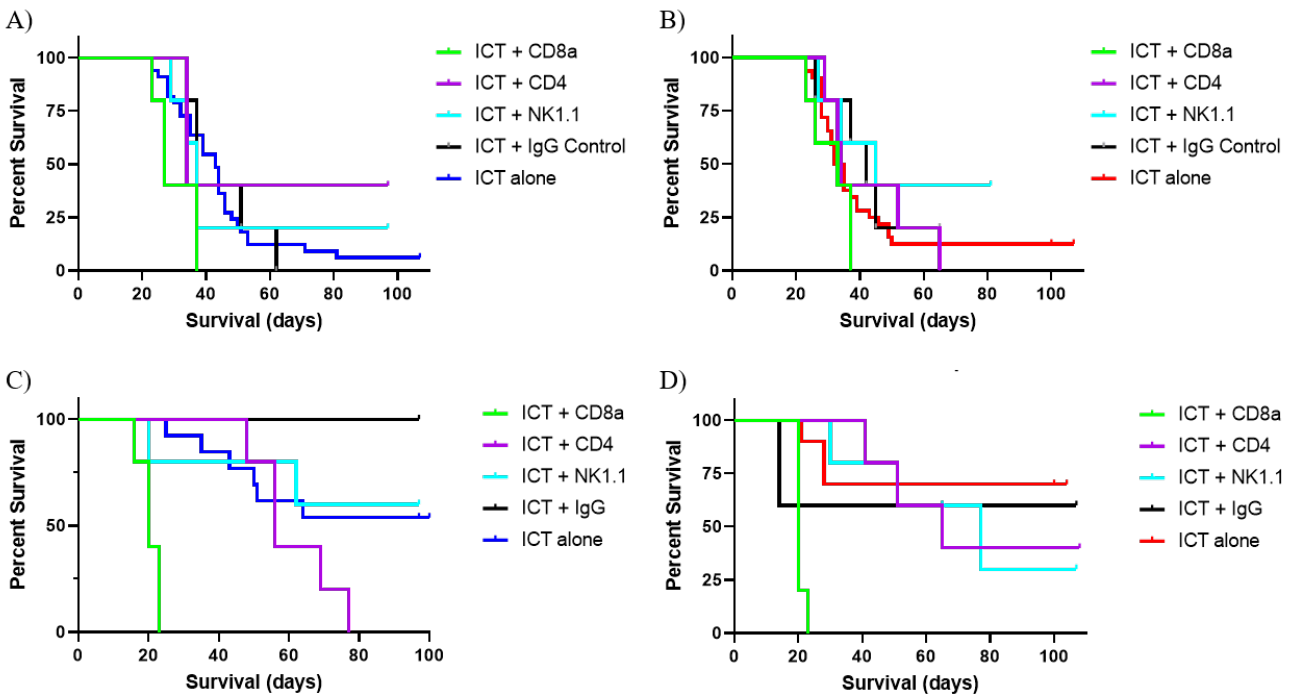 A)
Percent Survival
100
75
50
25
0
0 20 40 60 80 100
Survival (days)
ICT + CD8a
ICT + CD4
ICT + NK1.1
ICT + IgG Control
ICT alone
B)
Percent Survival
100
75
50
25
0
0 20 40 60 80 100
Survival (days)
ICT + CD8a
ICT + CD4
ICT + NK1.1
ICT + IgG Control
ICT alone
C)
Percent Survival
100
50
0
0 20 40 60 80 100
Survival (days)
ICT + CD8a
ICT + CD4
ICT + NK1.1
ICT + IgG
ICT alone
D)
Percent Survival
100
75
50
25
0
0 20 40 60 80 100
Survival (days)
ICT + CD8a
ICT + CD4
ICT + NK1.1
ICT + IgG
ICT alone